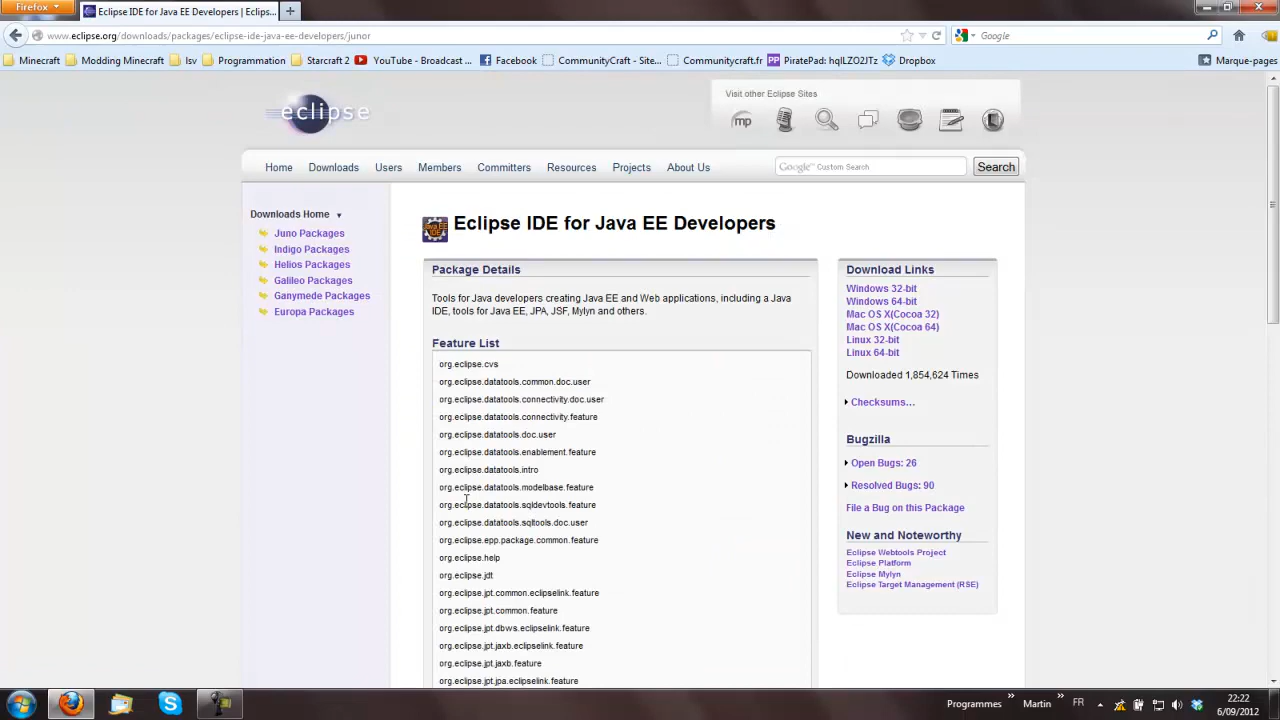 Firefox
Eclipse IDE for Java EE Developers | Eclips...
www.eclipse.org/downloads/packages/eclipse-ide-java-ee-developers/junor
Google
Minecraft
Modding Minecraft
lsv
Programmation
Starcraft 2
YouTube - Broadcast ...
Facebook
CommunityCraft - Site...
Communitycraft.fr
PP
PiratePad: hqlLZO2JTz
Dropbox
Marque-pages
eclipse
Visit other Eclipse Sites
mp
Home
Downloads
Users
Members
Committers
Resources
Projects
About Us
Google™ Custom Search
Search
Downloads Home
Juno Packages
Indigo Packages
Helios Packages
Galileo Packages
Ganymede Packages
Europa Packages
Eclipse IDE for Java EE Developers
Package Details
Tools for Java developers creating Java EE and Web applications, including a Java
IDE, tools for Java EE, JPA, JSF, Mylyn and others.
Feature List
org.eclipse.cvs
org.eclipse.datatools.common.doc.user
org.eclipse.datatools.connectivity.doc.user
org.eclipse.datatools.connectivity.feature
org.eclipse.datatools.doc.user
org.eclipse.datatools.enablement.feature
org.eclipse.datatools.intro
org.eclipse.datatools.modelbase.feature
org.eclipse.datatools.sqldevtools.feature
org.eclipse.datatools.sqltools.doc.user
org.eclipse.epp.package.common.feature
org.eclipse.help
org.eclipse.jdt
org.eclipse.jpt.common.eclipselink.feature
org.eclipse.jpt.common.feature
org.eclipse.jpt.dbws.eclipselink.feature
org.eclipse.jpt.jaxb.eclipselink.feature
org.eclipse.jpt.jaxb.feature
org.eclipse.jpt.jpa.eclipselink.feature
Download Links
Windows 32-bit
Windows 64-bit
Mac OS X(Cocoa 32)
Mac OS X(Cocoa 64)
Linux 32-bit
Linux 64-bit
Downloaded 1,854,624 Times
Checksums...
Bugzilla
Open Bugs: 26
Resolved Bugs: 90
File a Bug on this Package
New and Noteworthy
Eclipse Webtools Project
Eclipse Platform
Eclipse Mylyn
Eclipse Target Management (RSE)
Programmes
Martin
FR
22:22
6/09/2012